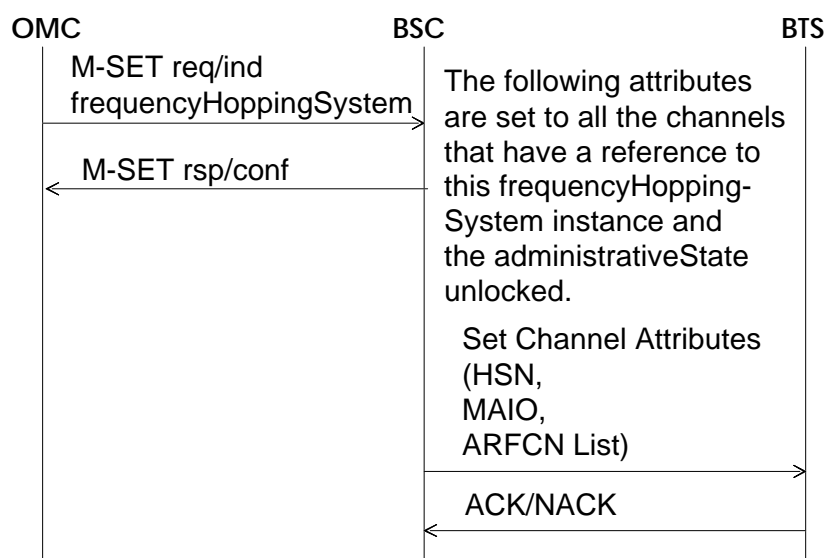 OMC BSC BTS
M-SET req/ind
frequencyHoppingSystem
M-SET rsp/conf
The following attributes
are set to all the channels
that have a reference to
this frequencyHopping-
System instance and
the administrativeState
unlocked.
Set Channel Attributes
(HSN,
MAIO,
ARFCN List)
ACK/NACK